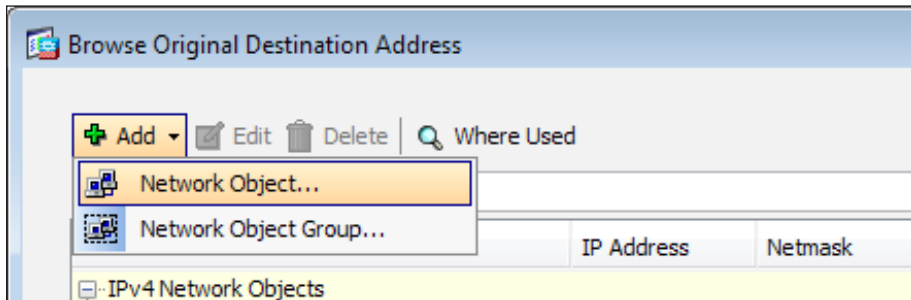 Browse Original Destination Address
Add Edit Delete Where Used
Network Object...
Network Object Group...
IP Address Netmask
IPv4 Network Objects